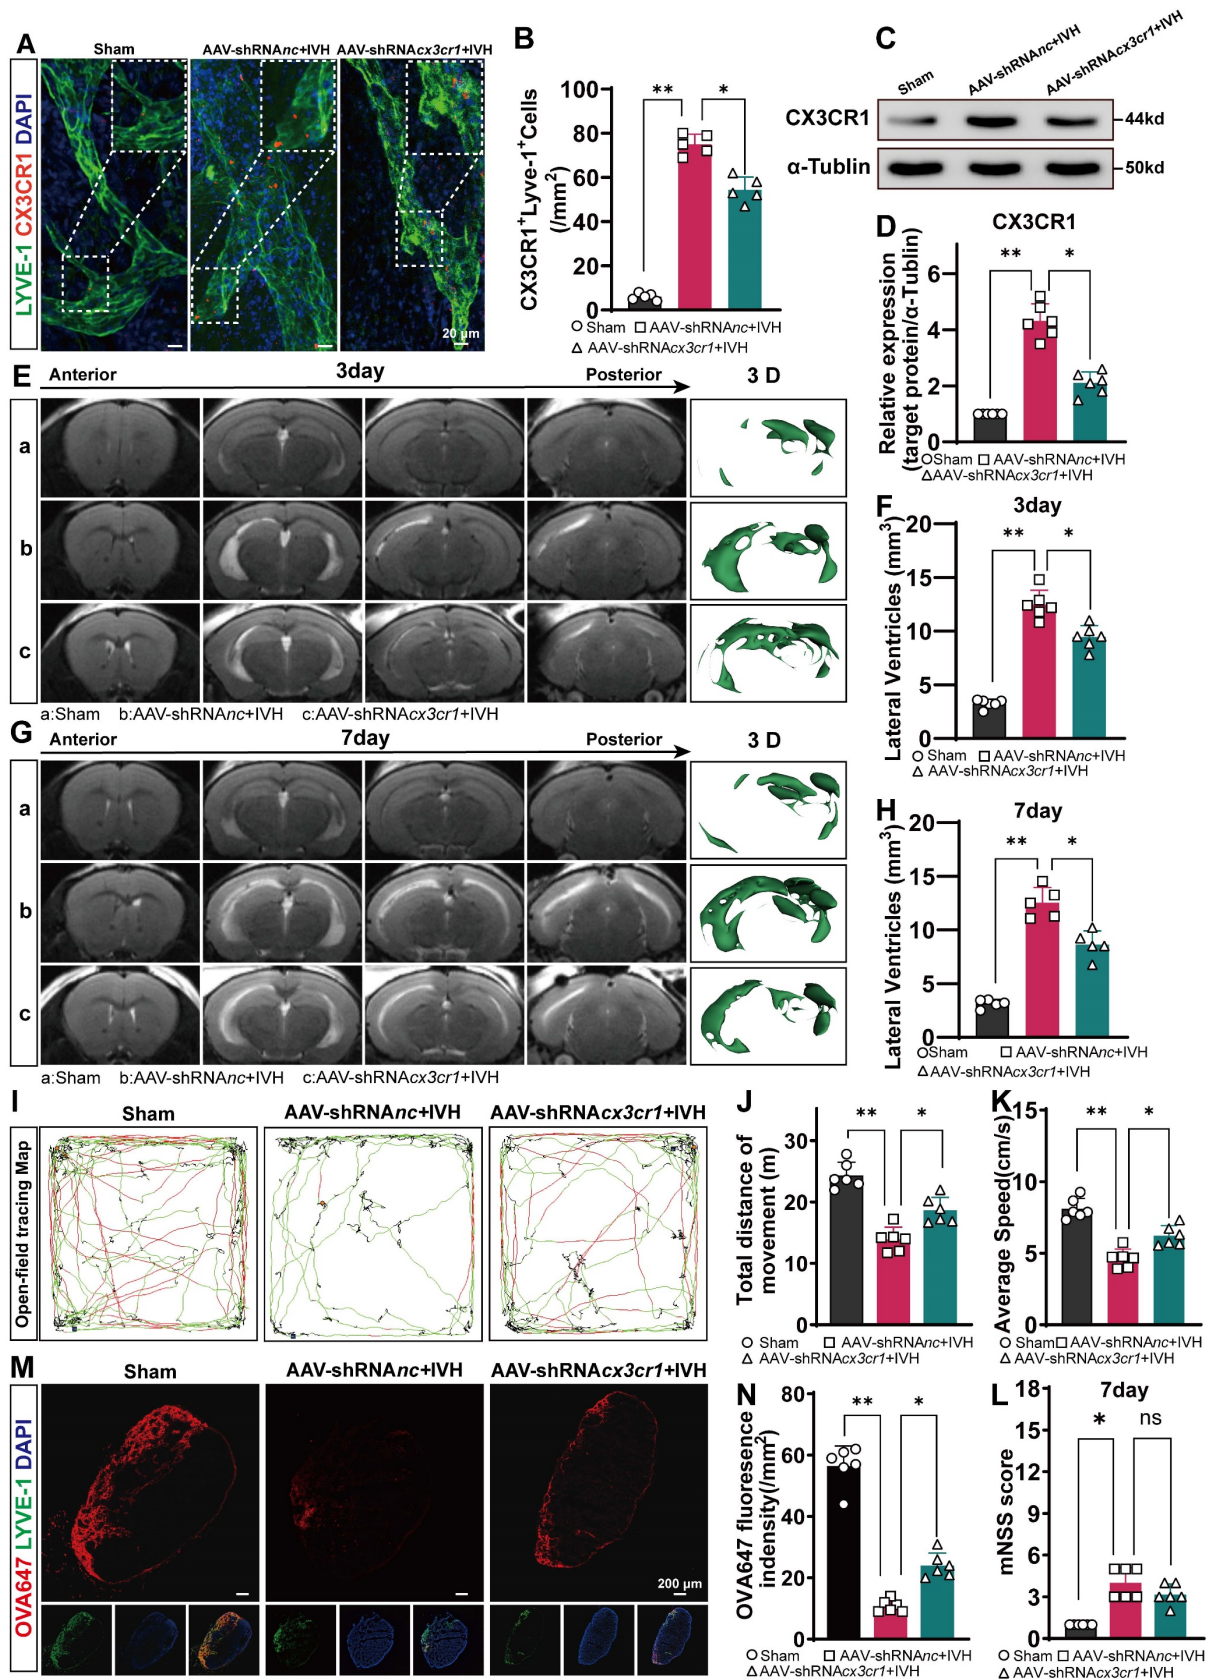 A
Sham
AAV-shRNAnc+IVH
AAV-shRNAcx3cr1+IVH
LYVE-1 CX3CR1 DAPI
20 μm
B
CX3CR1+Lyve-1+Cells
(/mm2)
100
80
60
40
20
0
**
*
Sham
AAV-shRNAnc+IVH
AAV-shRNAcx3cr1+IVH
C
Sham
AAV-shRNAnc+IVH
AAV-shRNAcx3cr1+IVH
CX3CR1
44kd
α-Tublin
50kd
D
CX3CR1
Relative expression
(target protein/α-Tublin)
6
4
2
0
**
*
Sham
AAV-shRNAnc+IVH
AAV-shRNAcx3cr1+IVH
E
Anterior
3day
Posterior
3 D
a
b
c
a:Sham b:AAV-shRNAnc+IVH c:AAV-shRNAcx3cr1+IVH
F
3day
Lateral Ventricles (mm3)
20
15
10
5
0
**
*
Sham
AAV-shRNAnc+IVH
AAV-shRNAcx3cr1+IVH
G
Anterior
7day
Posterior
3 D
a
b
c
a:Sham b:AAV-shRNAnc+IVH c:AAV-shRNAcx3cr1+IVH
H
7day
Lateral Ventricles (mm3)
20
15
10
5
0
**
*
Sham
AAV-shRNAnc+IVH
AAV-shRNAcx3cr1+IVH
I
Sham
AAV-shRNAnc+IVH
AAV-shRNAcx3cr1+IVH
Open-field tracing Map
J
Total distance of
movement (m)
30
20
10
0
**
*
Sham
AAV-shRNAnc+IVH
AAV-shRNAcx3cr1+IVH
K
Average Speed(cm/s)
15
10
5
0
**
*
Sham
AAV-shRNAnc+IVH
AAV-shRNAcx3cr1+IVH
M
Sham
AAV-shRNAnc+IVH
AAV-shRNAcx3cr1+IVH
OVA647 LYVE-1 DAPI
200 μm
N
OVA647 fluoresence
indensity(/mm2)
80
60
40
20
0
**
*
Sham
AAV-shRNAnc+IVH
AAV-shRNAcx3cr1+IVH
L
7day
mNSS score
18
15
12
9
6
3
0
*
ns
Sham
AAV-shRNAnc+IVH
AAV-shRNAcx3cr1+IVH